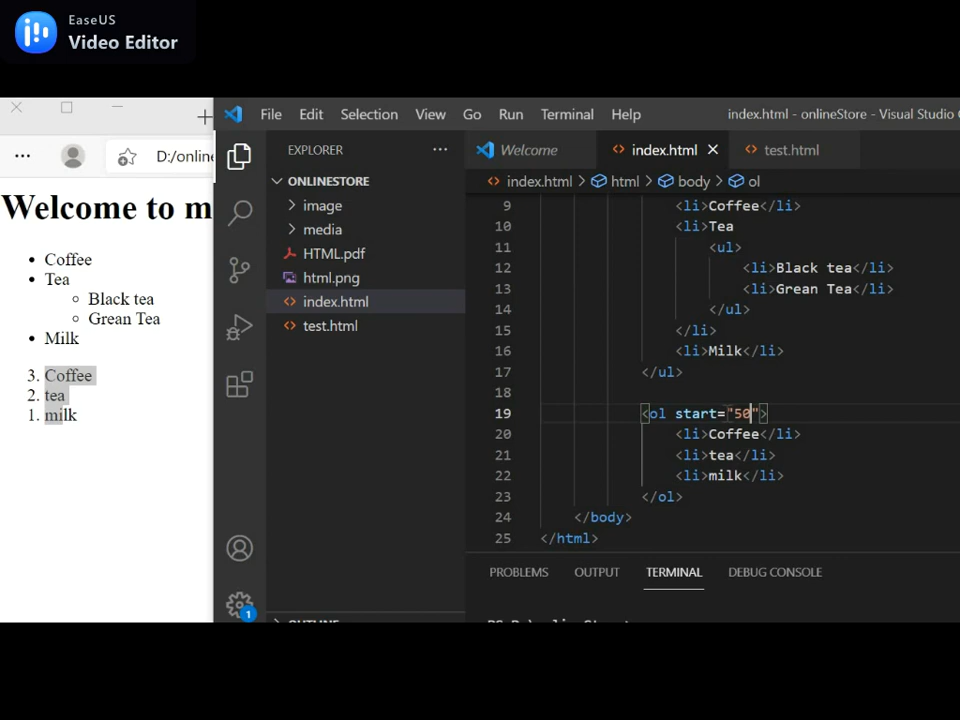 EaseUS
Video Editor
File Edit Selection View Go Run Terminal Help
index.html - onlineStore - Visual Studio
D:/online
Welcome to m
• Coffee
• Tea
◦ Black tea
◦ Grean Tea
• Milk
3. Coffee
2. tea
1. milk
EXPLORER
ONLINESTORE
image
media
HTML.pdf
html.png
index.html
test.html
1
Welcome
index.html
test.html
index.html > html > body > ol
9 <li>Coffee</li>
10 <li>Tea
11 <ul>
12 <li>Black tea</li>
13 <li>Grean Tea</li>
14 </ul>
15 </li>
16 <li>Milk</li>
17 </ul>
18
19 <ol start="50">
20 <li>Coffee</li>
21 <li>tea</li>
22 <li>milk</li>
23 </ol>
24 </body>
25 </html>
PROBLEMS OUTPUT TERMINAL DEBUG CONSOLE